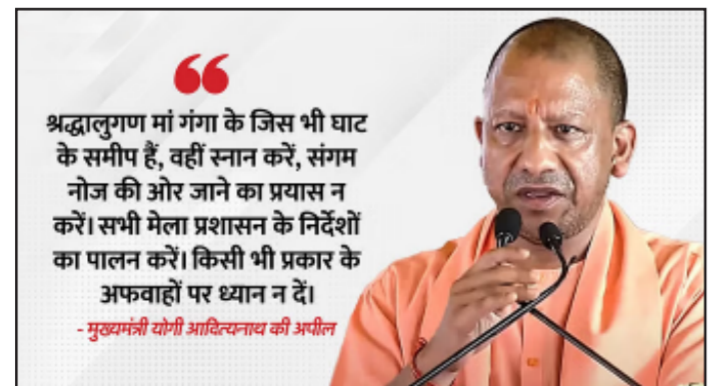 श्रद्धालुगण मां गंगा के जिस भी घाट
के समीप हैं, वहीं स्नान करें, संगम
नोज की ओर जाने का प्रयास न
करें। सभी मेला प्रशासन के निर्देशों
का पालन करें। किसी भी प्रकार के
अफवाहों पर ध्यान न दें।
- मुख्यमंत्री योगी आदित्यनाथ की अपील